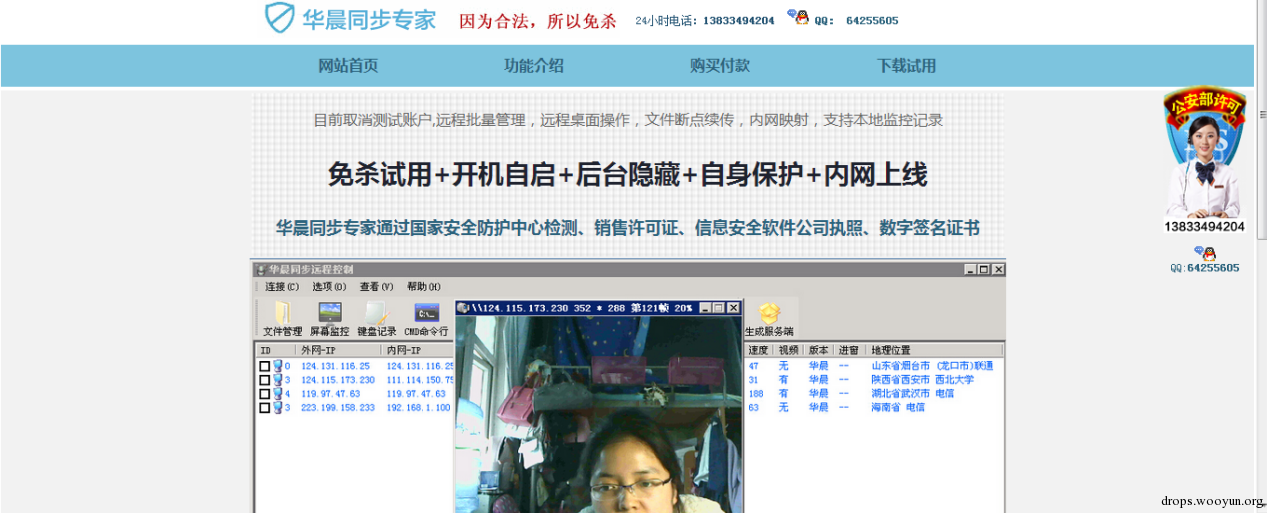 华晨同步专家 因为合法，所以免杀 24小时电话：13833494204 QQ： 64255605
网站首页 功能介绍 购买付款 下载试用
公安部许可
目前取消测试账户,远程批量管理，远程桌面操作，文件断点续传，内网映射，支持本地监控记录
免杀试用+开机自启+后台隐藏+自身保护+内网上线
华晨同步专家通过国家安全防护中心检测、销售许可证、信息安全软件公司执照、数字签名证书
13833494204
QQ:64255605
华晨同步远程控制
连接(C) 选项(O) 查看(V) 帮助(H)
\\124.115.173.230 352 * 288 第121帧 20%
文件管理 屏幕监控 键盘记录 CMD命令行 生成服务端
ID 外网-IP 内网-IP 速度 视频 版本 进窗 地理位置
0 124.131.116.25 124.131.116.25 47 无 华晨 -- 山东省烟台市 (龙口市)联通
3 124.115.173.230 111.114.150.75 31 有 华晨 -- 陕西省西安市 西北大学
4 119.97.47.63 119.97.47.63 188 有 华晨 -- 湖北省武汉市 电信
3 223.199.158.233 192.168.1.100 63 无 华晨 -- 海南省 电信
drops.wooyun.org